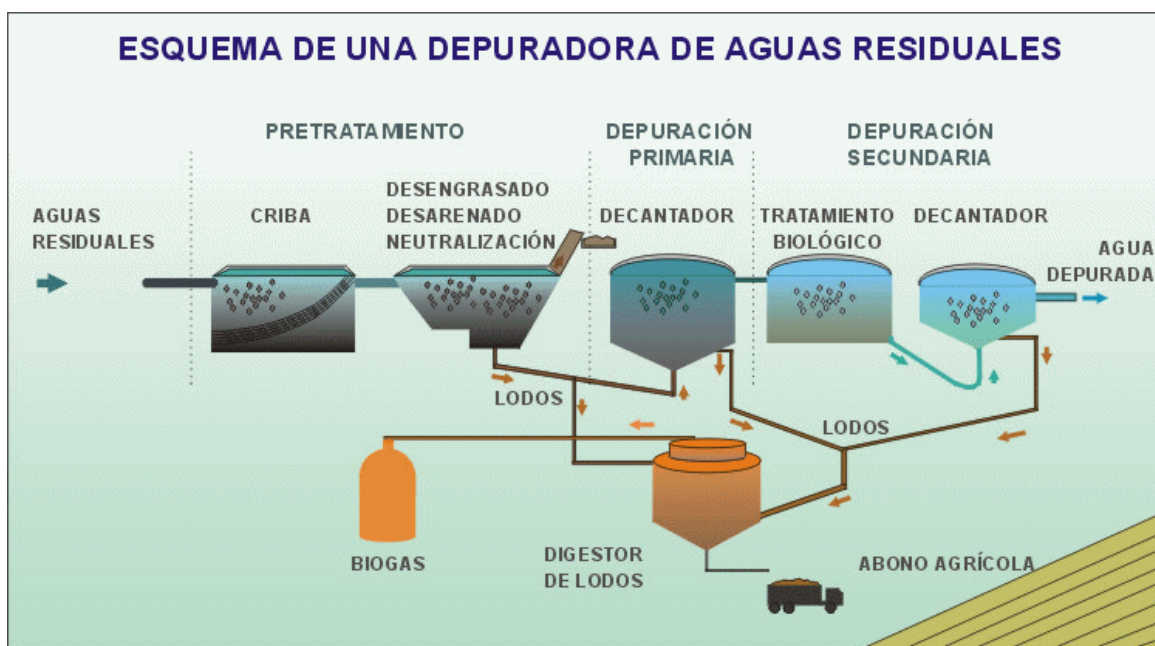 ESQUEMA DE UNA DEPURADORA DE AGUAS RESIDUALES
PRETRATAMIENTO
DEPURACIÓN
PRIMARIA
DEPURACIÓN
SECUNDARIA
AGUAS
RESIDUALES
CRIBA
DESENGRASADO
DESARENADO
NEUTRALIZACIÓN
DECANTADOR
TRATAMIENTO
BIOLÓGICO
DECANTADOR
AGUA
DEPURADA
LODOS
LODOS
BIOGAS
DIGESTOR
DE LODOS
ABONO AGRÍCOLA